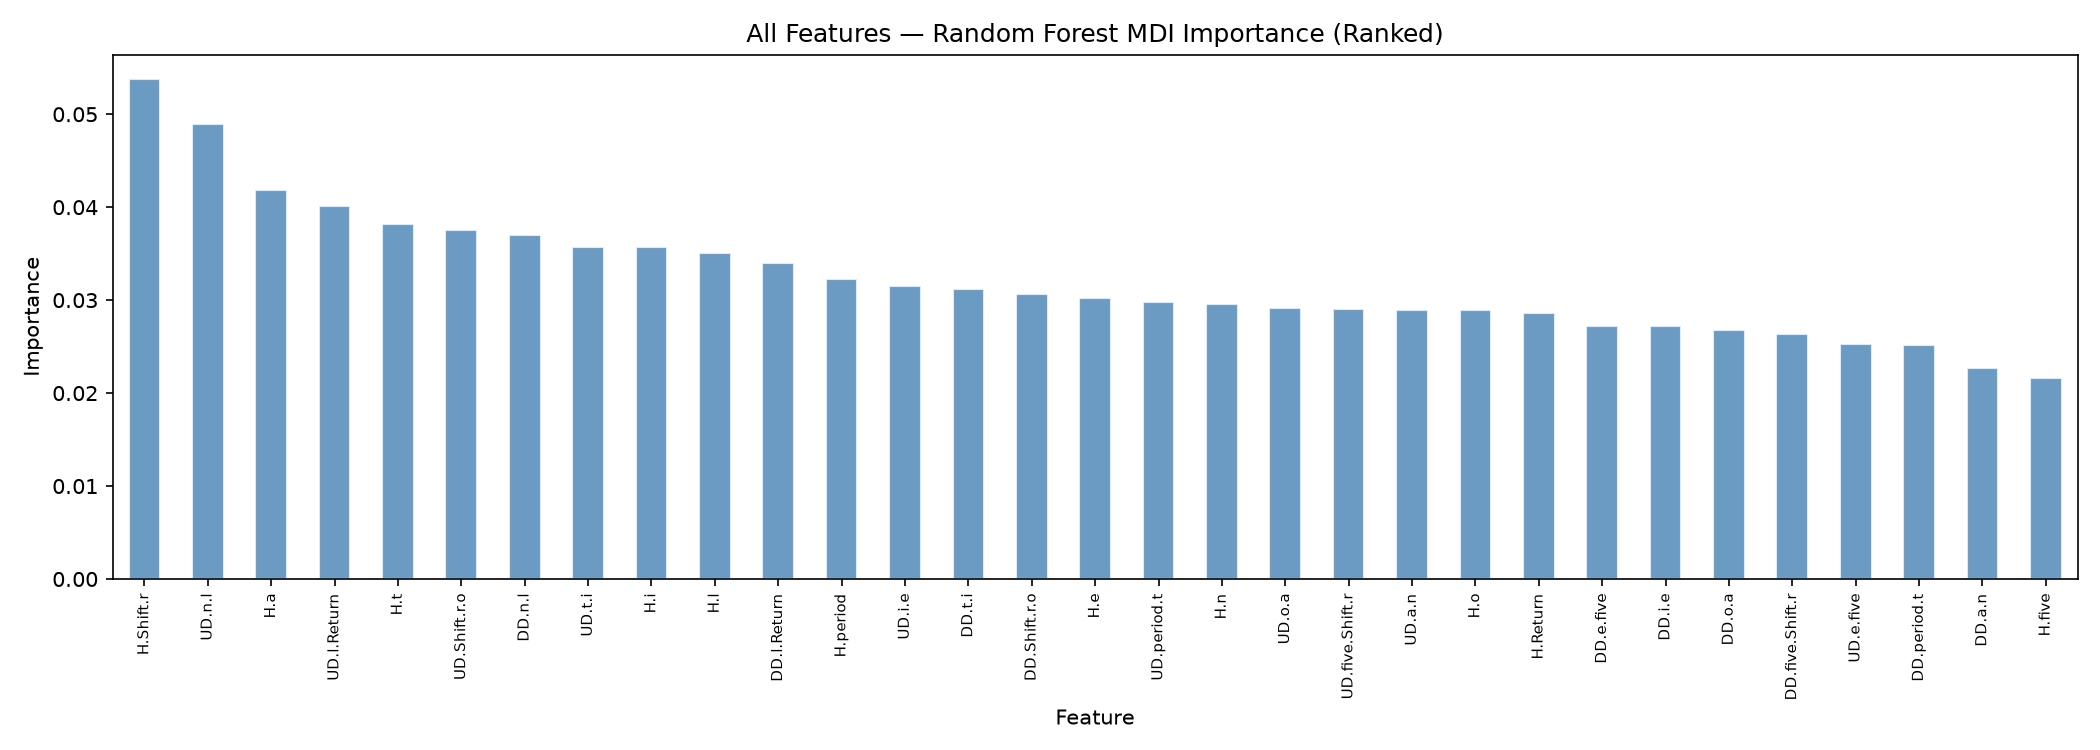 All Features — Random Forest MDI Importance (Ranked)
Importance
0.05
0.04
0.03
0.02
0.01
0.00
H.Shift.r
UD.n.l
H.a
UD.l.Return
H.t
UD.Shift.r.o
DD.n.l
UD.t.i
H.i
H.l
DD.l.Return
H.period
UD.i.e
DD.t.i
DD.Shift.r.o
H.e
UD.period.t
H.n
UD.o.a
UD.five.Shift.r
UD.a.n
H.o
H.Return
DD.e.five
DD.i.e
DD.o.a
DD.five.Shift.r
UD.e.five
DD.period.t
DD.a.n
H.five
Feature